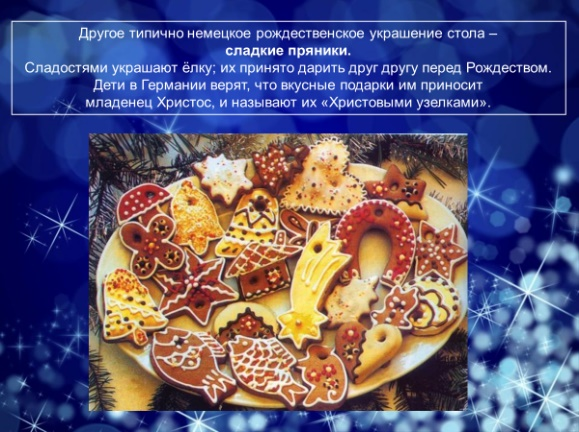 Другое типично немецкое рождественское украшение стола –
сладкие пряники.
Сладостями украшают ёлку; их принято дарить друг другу перед Рождеством.
Дети в Германии верят, что вкусные подарки им приносит
младенец Христос, и называют их «Христовыми узелками».